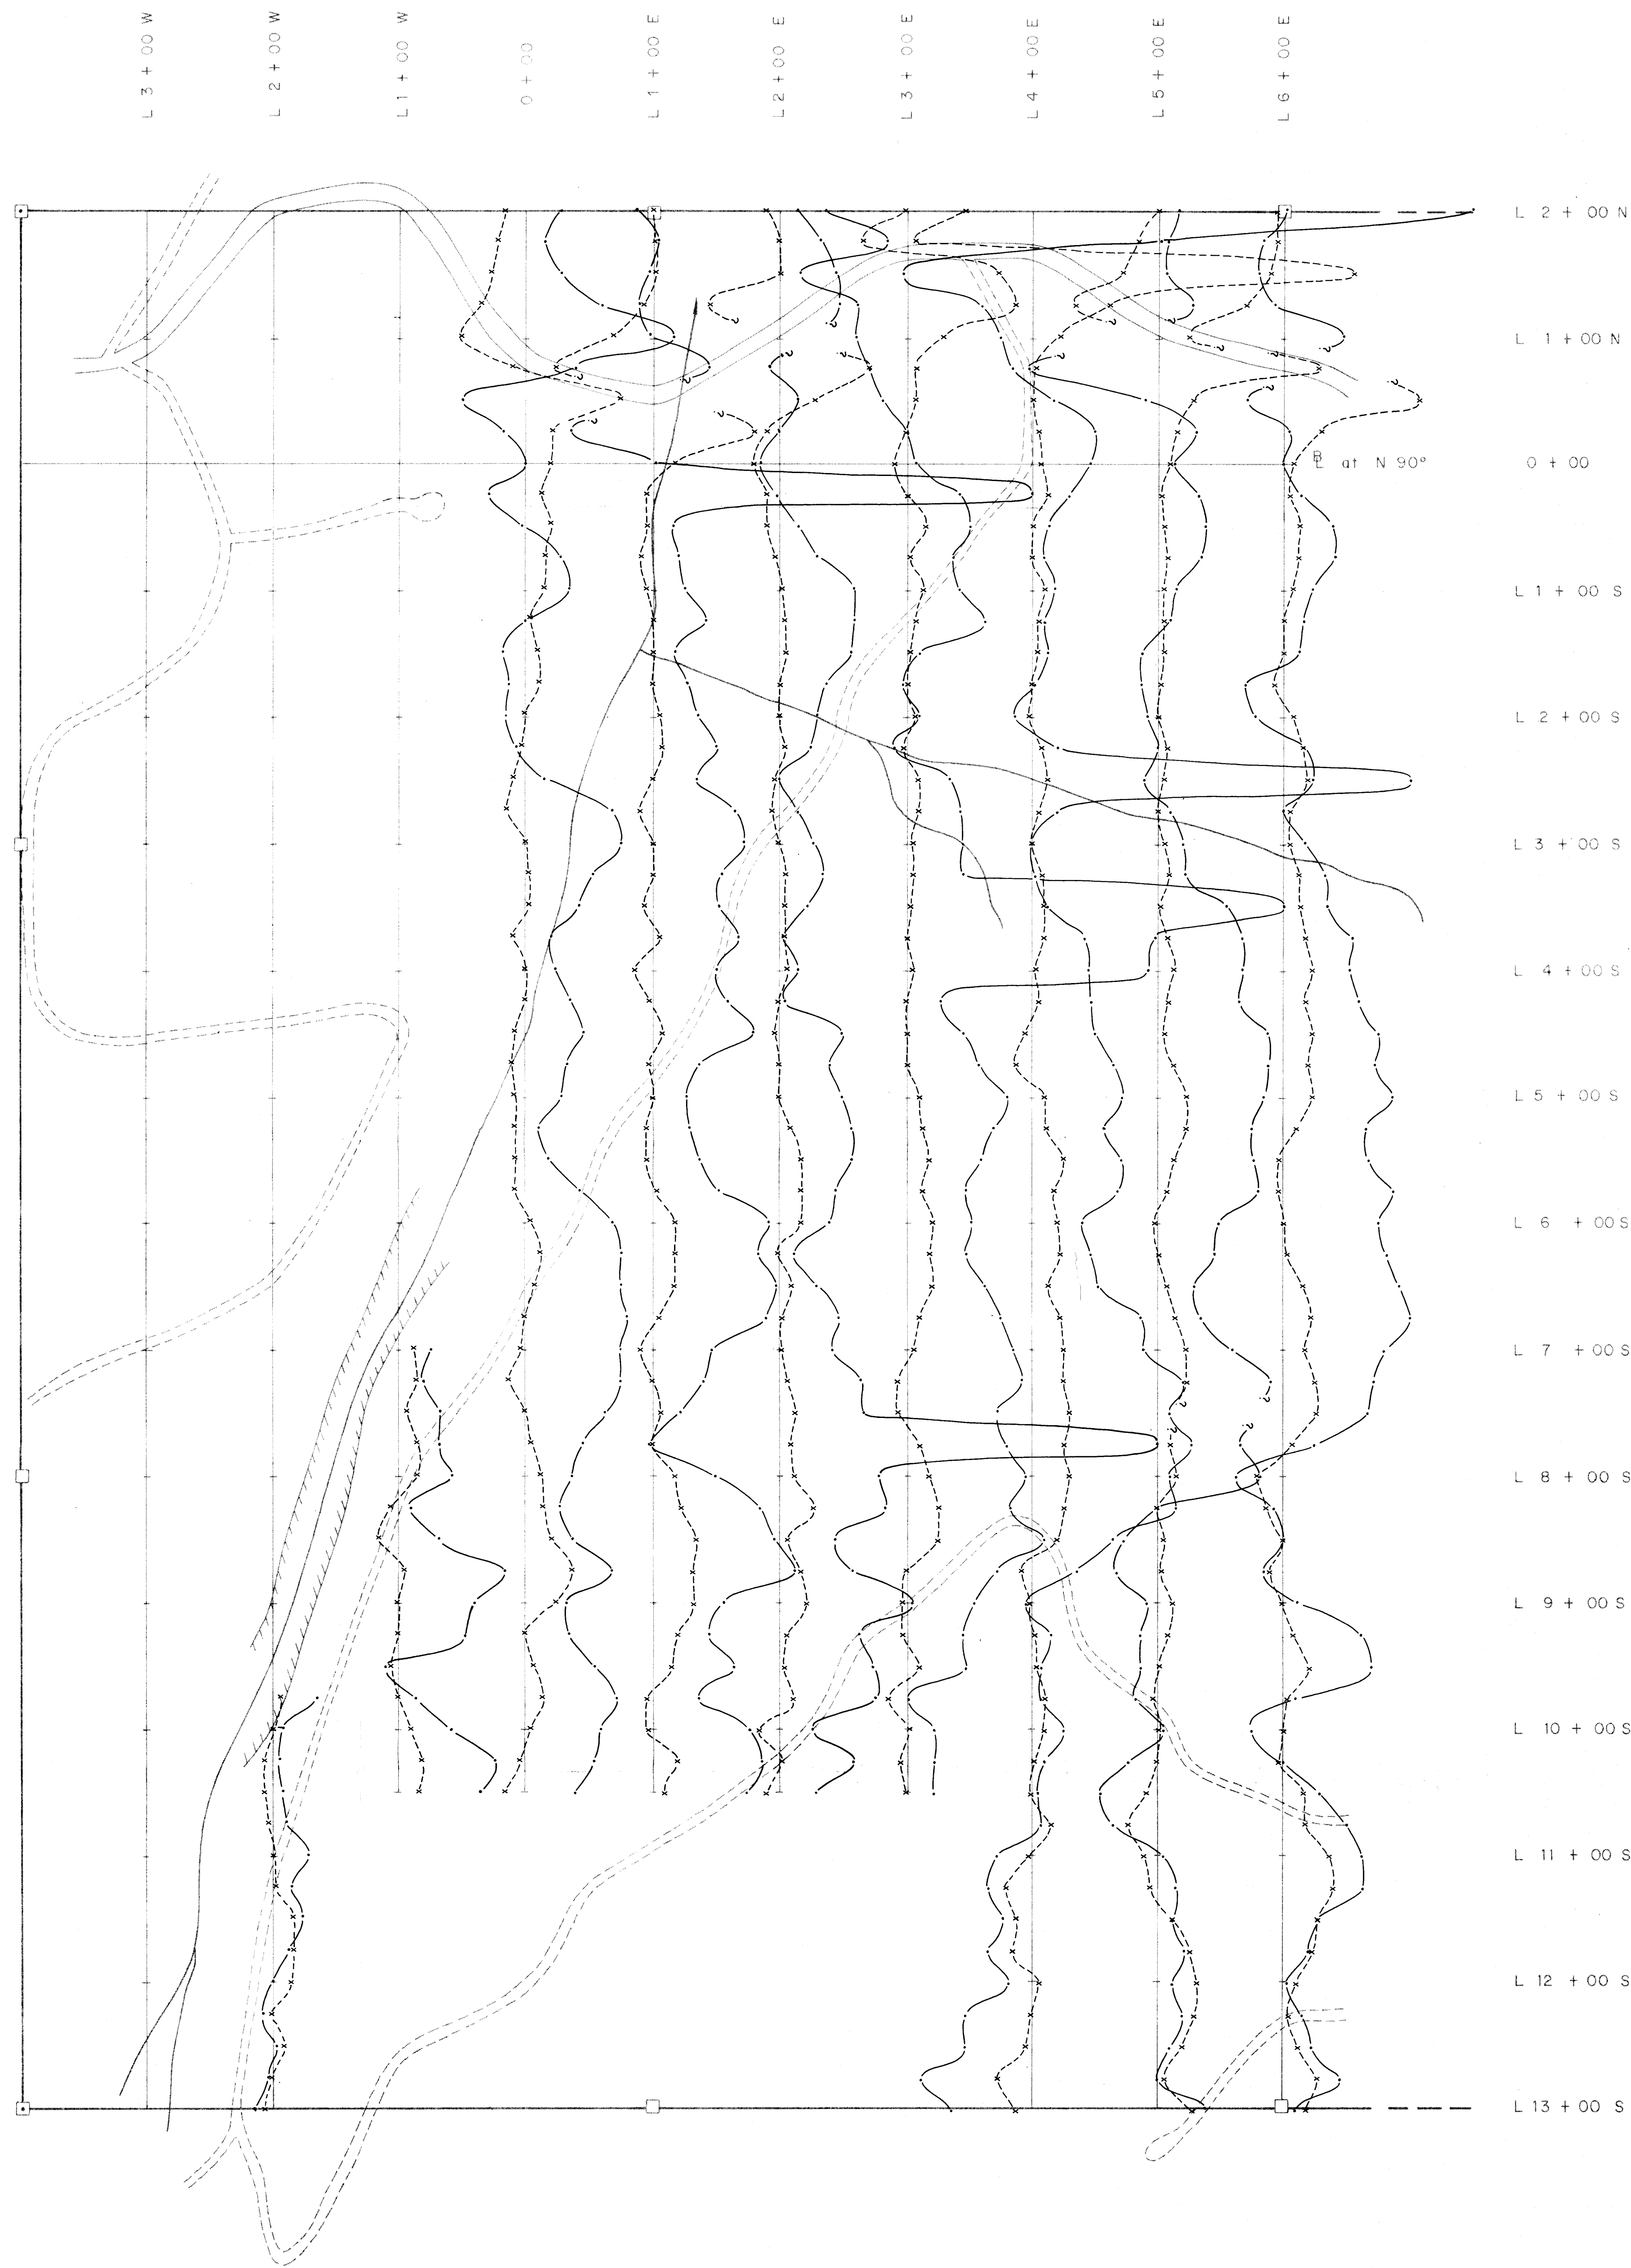 L 3 + 00 W
L 2 + 00 W
L 1 + 00 W
0 + 00
L 1 + 00 E
L 2 + 00 E
L 3 + 00 E
L 4 + 00 E
L 5 + 00 E
L 6 + 00 E
L 2 + 00 N
L 1 + 00 N
BL at N 90° 0 + 00
L 1 + 00 S
L 2 + 00 S
L 3 + 00 S
L 4 + 00 S
L 5 + 00 S
L 6 + 00 S
L 7 + 00 S
L 8 + 00 S
L 9 + 00 S
L 10 + 00 S
L 11 + 00 S
L 12 + 00 S
L 13 + 00 S